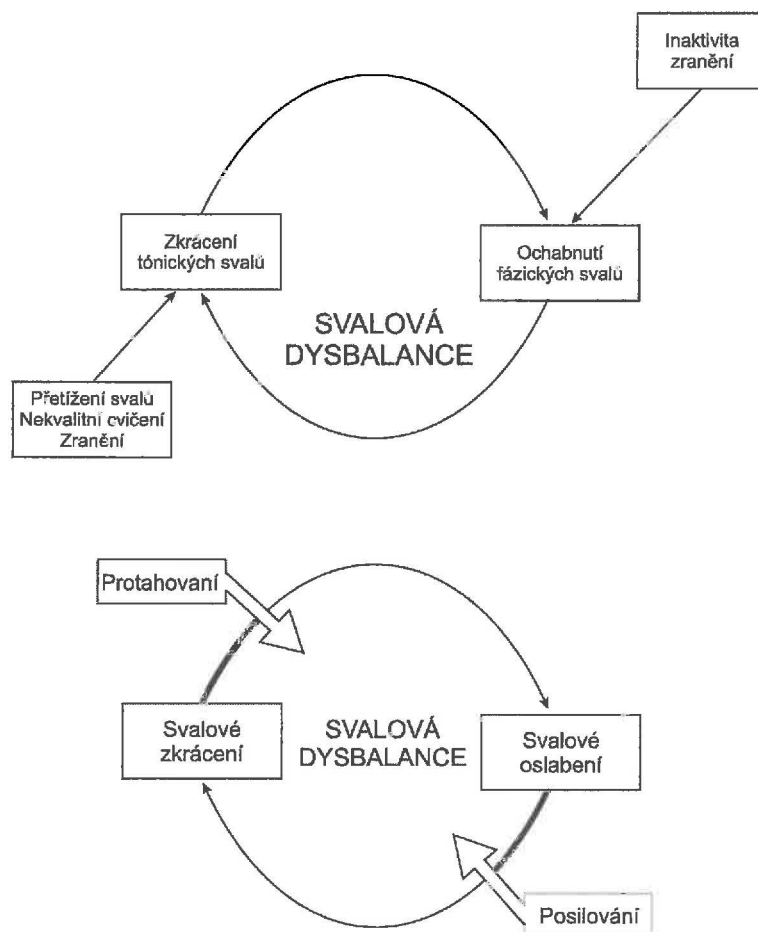 Inaktivita
zranění
Zkrácení
tónických svalů
Ochabnutí
fázických svalů
SVALOVÁ
DYSBALANCE
Přetížení svalů
Nekvalitní cvičení
Zranění
Protahovaní
Svalové
zkrácení
SVALOVÁ
DYSBALANCE
Svalové
oslabení
Posilování